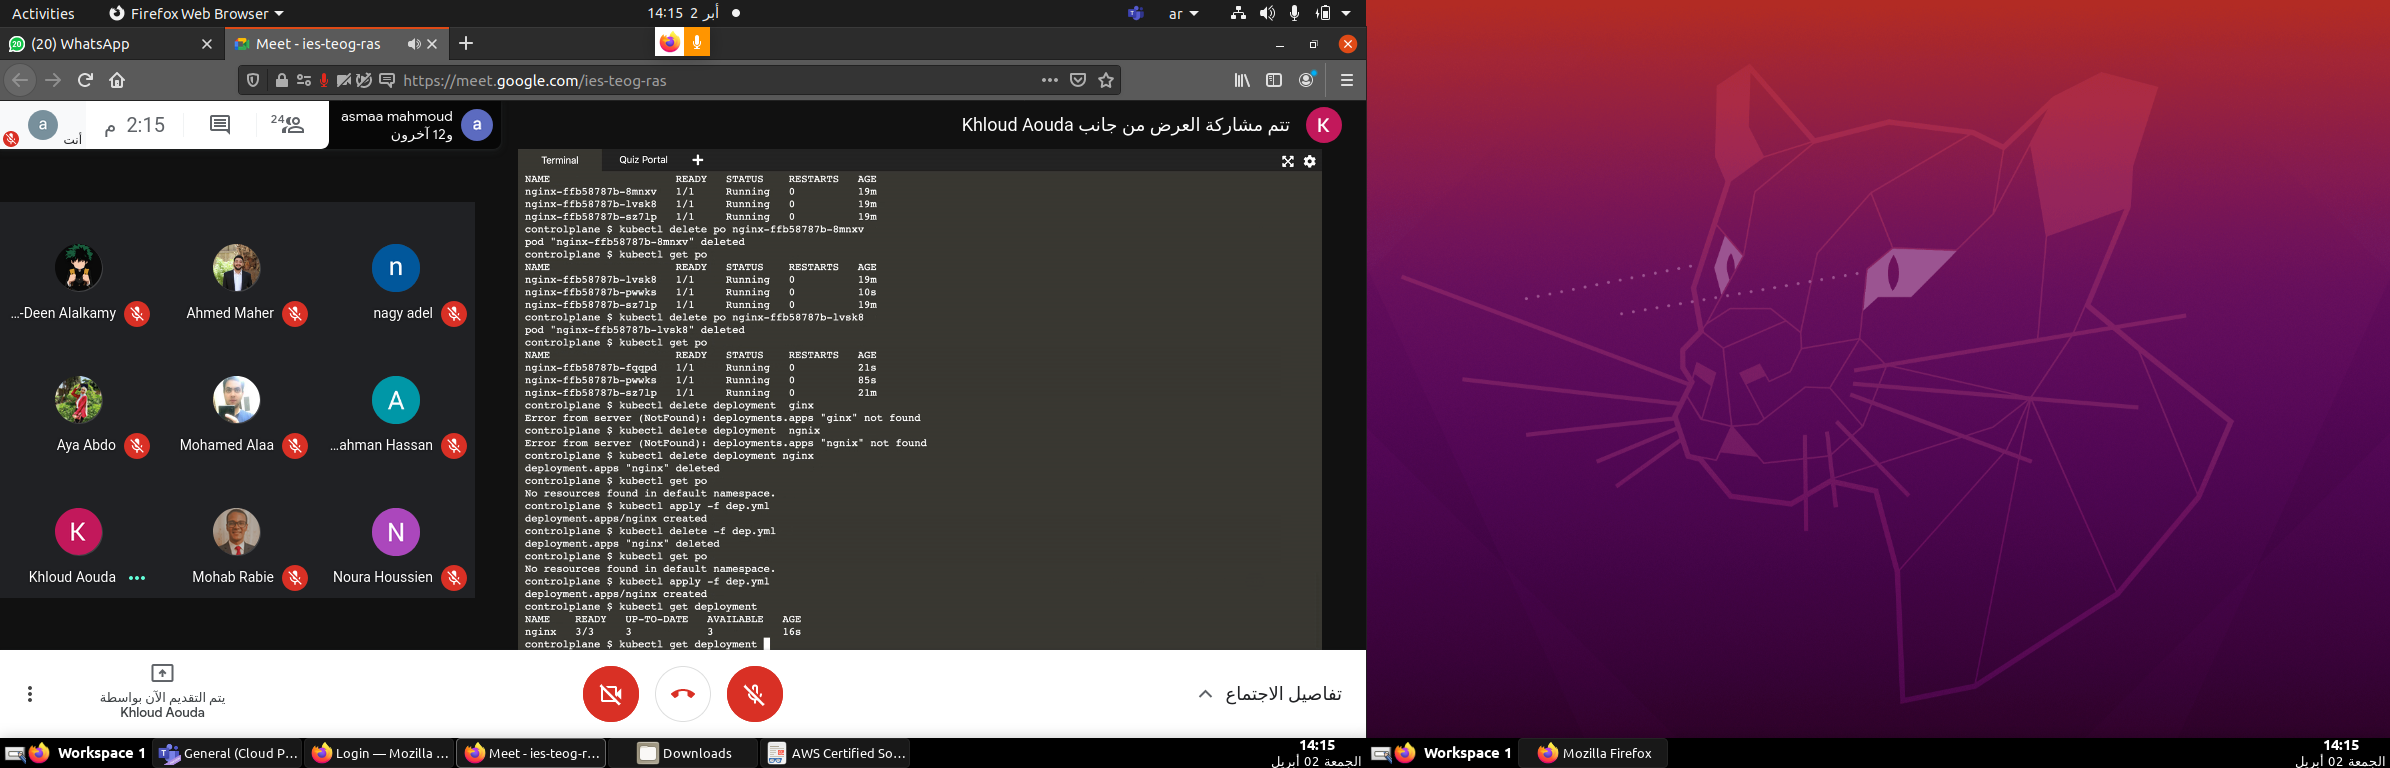 Activities
Firefox Web Browser
14:15 2 أبر
ar
(20) WhatsApp
Meet - ies-teog-ras
https://meet.google.com/ies-teog-ras
a
أنت
2:15 م
24
asmaa mahmoud
و12 آخرون
a
تتم مشاركة العرض من جانب Khloud Aouda
K
...-Deen Alalkamy
Ahmed Maher
n
nagy adel
Aya Abdo
Mohamed Alaa
A
...ahman Hassan
K
Khloud Aouda
Mohab Rabie
N
Noura Houssien
Terminal
Quiz Portal
NAME READY STATUS RESTARTS AGE
nginx-ffb58787b-8mnxv 1/1 Running 0 19m
nginx-ffb58787b-lvsk8 1/1 Running 0 19m
nginx-ffb58787b-sz7lp 1/1 Running 0 19m
controlplane $ kubectl delete po nginx-ffb58787b-8mnxv
pod "nginx-ffb58787b-8mnxv" deleted
controlplane $ kubectl get po
NAME READY STATUS RESTARTS AGE
nginx-ffb58787b-lvsk8 1/1 Running 0 19m
nginx-ffb58787b-pwwks 1/1 Running 0 10s
nginx-ffb58787b-sz7lp 1/1 Running 0 19m
controlplane $ kubectl delete po nginx-ffb58787b-lvsk8
pod "nginx-ffb58787b-lvsk8" deleted
controlplane $ kubectl get po
NAME READY STATUS RESTARTS AGE
nginx-ffb58787b-fqqpd 1/1 Running 0 21s
nginx-ffb58787b-pwwks 1/1 Running 0 85s
nginx-ffb58787b-sz7lp 1/1 Running 0 21m
controlplane $ kubectl delete deployment ginx
Error from server (NotFound): deployments.apps "ginx" not found
controlplane $ kubectl delete deployment ngnix
Error from server (NotFound): deployments.apps "ngnix" not found
controlplane $ kubectl delete deployment nginx
deployment.apps "nginx" deleted
controlplane $ kubectl get po
No resources found in default namespace.
controlplane $ kubectl apply -f dep.yml
deployment.apps/nginx created
controlplane $ kubectl delete -f dep.yml
deployment.apps "nginx" deleted
controlplane $ kubectl get po
No resources found in default namespace.
controlplane $ kubectl apply -f dep.yml
deployment.apps/nginx created
controlplane $ kubectl get deployment
NAME READY UP-TO-DATE AVAILABLE AGE
nginx 3/3 3 3 16s
controlplane $ kubectl get deployment
يتم التقديم الآن بواسطة
Khloud Aouda
تفاصيل الاجتماع
Workspace 1
General (Cloud P...
Login — Mozilla ...
Meet - ies-teog-r...
Downloads
AWS Certified So...
14:15
الجمعة 02 أبريل
Workspace 1
Mozilla Firefox
14:15
الجمعة 02 أبريل